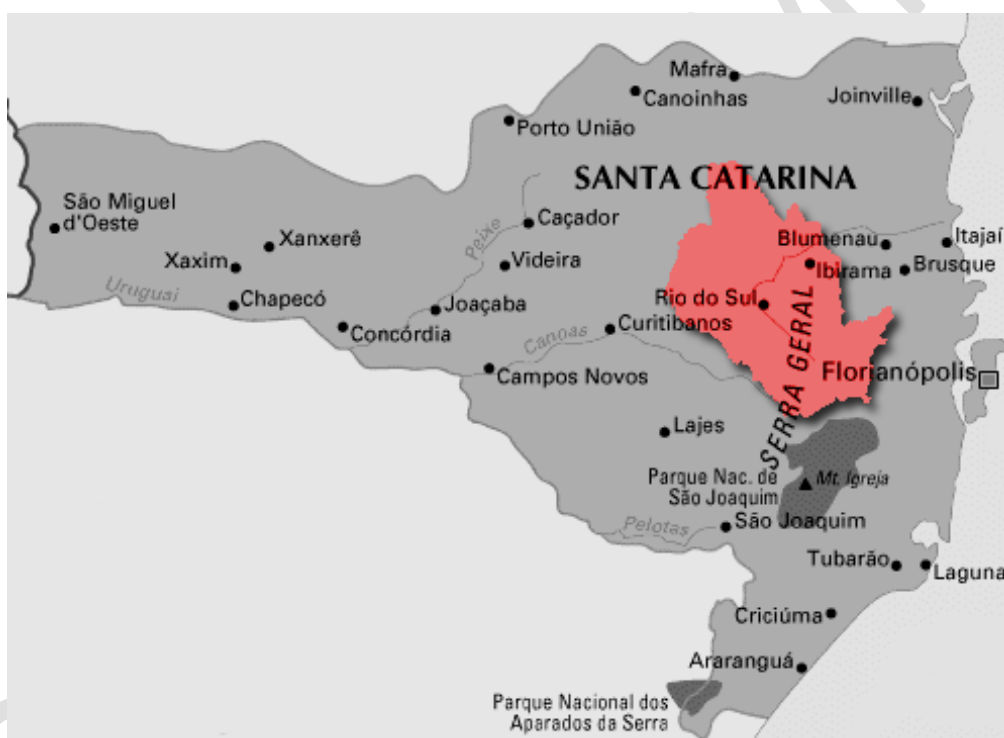 Mafra
Canoinhas
Joinville
Porto União
SANTA CATARINA
São Miguel
d'Oeste
Caçador
Peixe
Xanxerê
Blumenau
Itajaí
Xaxim
Videira
Ibirama
Brusque
Uruguai
Chapecó
Joaçaba
Rio do Sul
Concórdia
Canoas
Curitibanos
SERRA GERAL
Campos Novos
Florianópolis
Lajes
Parque Nac. de
São Joaquim
Mt. Igreja
Pelotas
São Joaquim
Tubarão
Laguna
Criciúma
Araranguá
Parque Nacional dos
Aparados da Serra